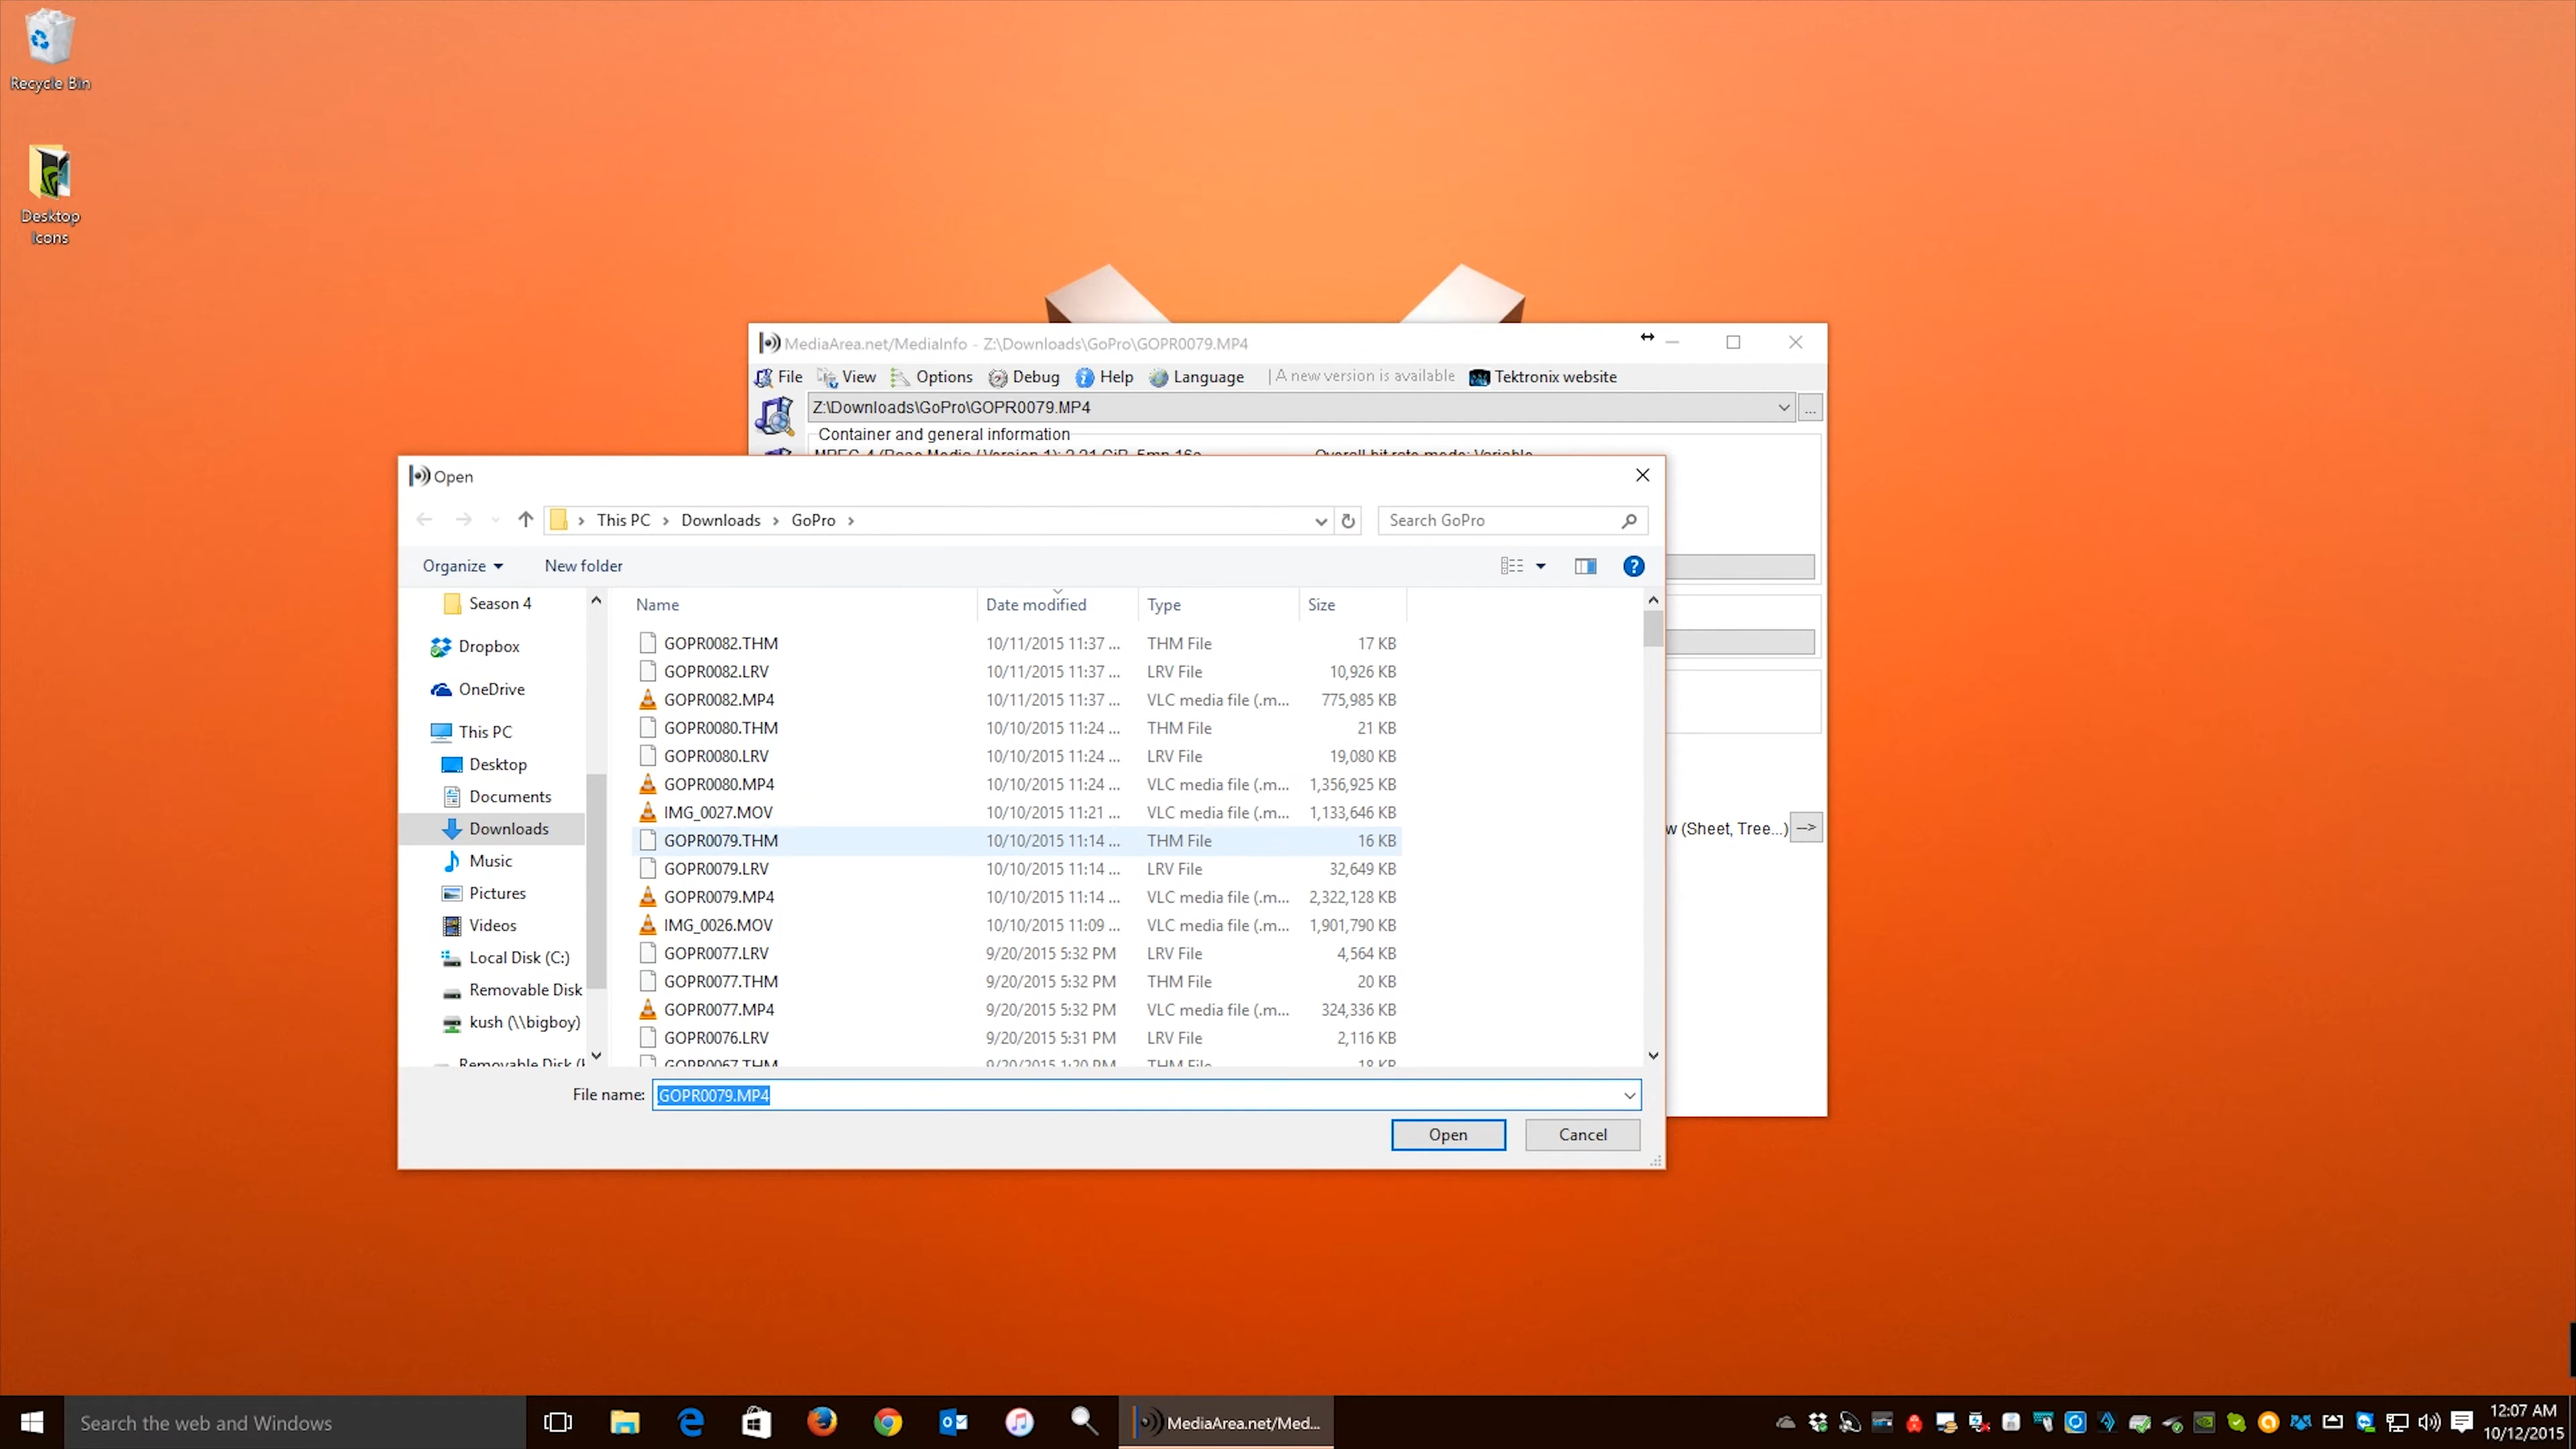 Recycle Bin
Desktop
Icons
MediaArea.net/MediaInfo - Z:\Downloads\GoPro\GOPR0079.MP4
File View Options Debug Help Language | A new version is available Tektronix website
Z:\Downloads\GoPro\GOPR0079.MP4 ...
Container and general information
MPEG-4 (Base Media / Version 1): 2.21 GiB, 5mn 16s Overall bit rate mode: Variable
Open
This PC Downloads GoPro Search GoPro
Organize New folder ?
Name Date modified Type Size
Season 4
Dropbox
OneDrive
This PC
Desktop
Documents
Downloads
Music
Pictures
Videos
Local Disk (C:)
Removable Disk
kush (\\bigboy)
Removable Disk (
GOPR0082.THM 10/11/2015 11:37 ... THM File 17 KB
GOPR0082.LRV 10/11/2015 11:37 ... LRV File 10,926 KB
GOPR0082.MP4 10/11/2015 11:37 ... VLC media file (.m... 775,985 KB
GOPR0080.THM 10/10/2015 11:24 ... THM File 21 KB
GOPR0080.LRV 10/10/2015 11:24 ... LRV File 19,080 KB
GOPR0080.MP4 10/10/2015 11:24 ... VLC media file (.m... 1,356,925 KB
IMG_0027.MOV 10/10/2015 11:21 ... VLC media file (.m... 1,133,646 KB
GOPR0079.THM 10/10/2015 11:14 ... THM File 16 KB
GOPR0079.LRV 10/10/2015 11:14 ... LRV File 32,649 KB
GOPR0079.MP4 10/10/2015 11:14 ... VLC media file (.m... 2,322,128 KB
IMG_0026.MOV 10/10/2015 11:09 ... VLC media file (.m... 1,901,790 KB
GOPR0077.LRV 9/20/2015 5:32 PM LRV File 4,564 KB
GOPR0077.THM 9/20/2015 5:32 PM THM File 20 KB
GOPR0077.MP4 9/20/2015 5:32 PM VLC media file (.m... 324,336 KB
GOPR0076.LRV 9/20/2015 5:31 PM LRV File 2,116 KB
GOPR0067.THM 9/20/2015 1:20 PM THM File 18 KB
w (Sheet, Tree...) -->
File name: GOPR0079.MP4
Open Cancel
Search the web and Windows
MediaArea.net/Med...
12:07 AM
10/12/2015